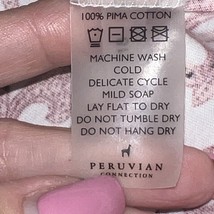 100% PIMA COTTON
MACHINE WASH
COLD
DELICATE CYCLE
MILD SOAP
LAY FLAT TO DRY
DO NOT TUMBLE DRY
DO NOT HANG DRY
PERUVIAN
CONNECTION